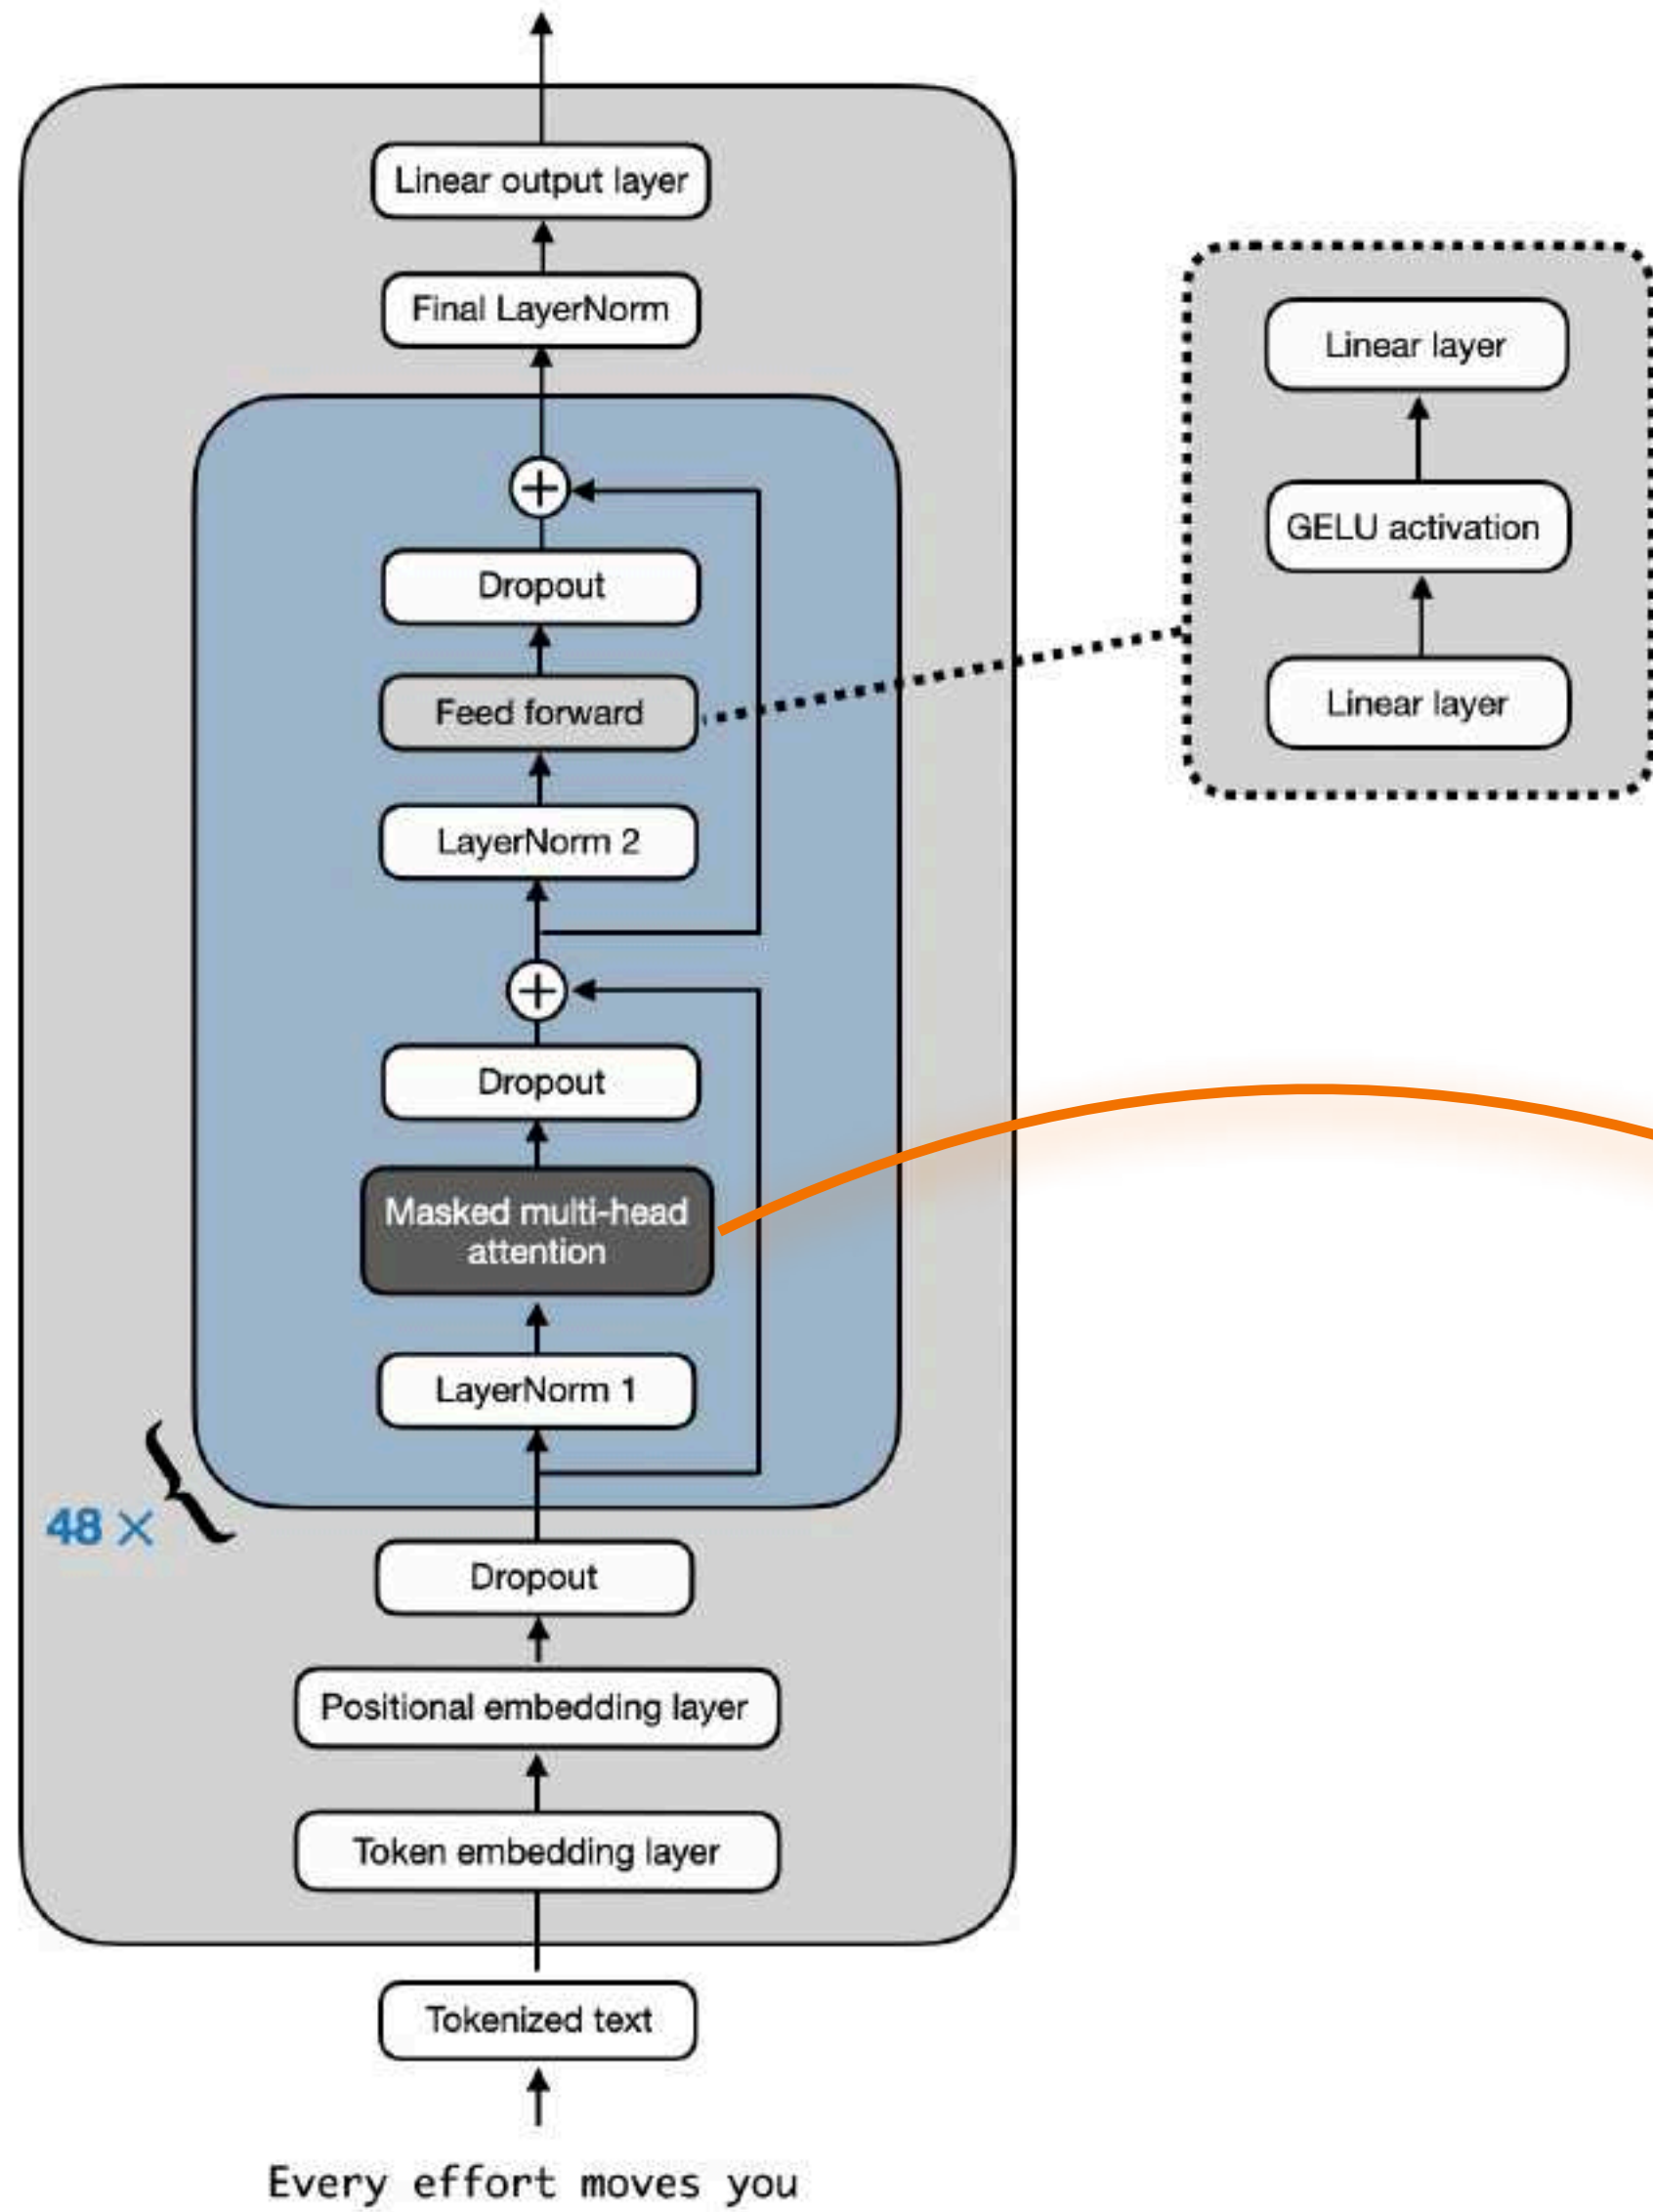 Linear output layer
Final LayerNorm
Dropout
Feed forward
LayerNorm 2
Dropout
Masked multi-head
attention
LayerNorm 1
48 ×
Dropout
Positional embedding layer
Token embedding layer
Tokenized text
Every effort moves you
Linear layer
GELU activation
Linear layer